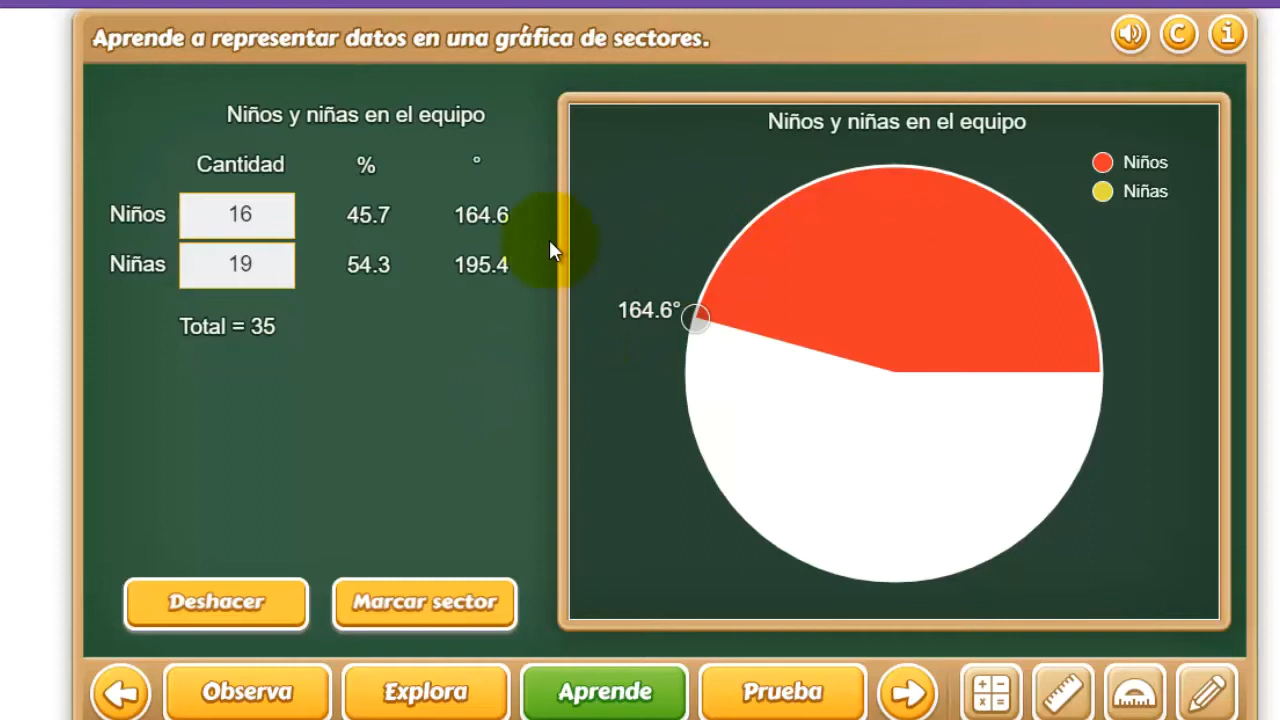 Aprende a representar datos en una gráfica de sectores.
C i
Niños y niñas en el equipo
Cantidad % °
Niños 16 45.7 164.6
Niñas 19 54.3 195.4
Total = 35
Deshacer Marcar sector
Niños y niñas en el equipo
Niños
Niñas
164.6°
Observa Explora Aprende Prueba
+ - x =